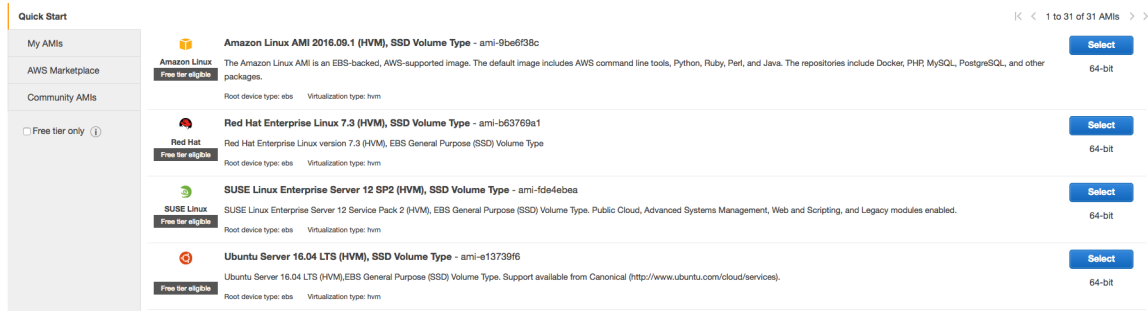 Quick Start
1 to 31 of 31 AMIs
My AMIs
AWS Marketplace
Community AMIs
Free tier only
Amazon Linux
Free tier eligible
Amazon Linux AMI 2016.09.1 (HVM), SSD Volume Type - ami-9be6f38c
The Amazon Linux AMI is an EBS-backed, AWS-supported image. The default image includes AWS command line tools, Python, Ruby, Perl, and Java. The repositories include Docker, PHP, MySQL, PostgreSQL, and other
packages.
Root device type: ebs Virtualization type: hvm
Select
64-bit
Red Hat
Free tier eligible
Red Hat Enterprise Linux 7.3 (HVM), SSD Volume Type - ami-b63769a1
Red Hat Enterprise Linux version 7.3 (HVM), EBS General Purpose (SSD) Volume Type
Root device type: ebs Virtualization type: hvm
Select
64-bit
SUSE Linux
Free tier eligible
SUSE Linux Enterprise Server 12 SP2 (HVM), SSD Volume Type - ami-fde4ebea
SUSE Linux Enterprise Server 12 Service Pack 2 (HVM), EBS General Purpose (SSD) Volume Type. Public Cloud, Advanced Systems Management, Web and Scripting, and Legacy modules enabled.
Root device type: ebs Virtualization type: hvm
Select
64-bit
Free tier eligible
Ubuntu Server 16.04 LTS (HVM), SSD Volume Type - ami-e13739f6
Ubuntu Server 16.04 LTS (HVM),EBS General Purpose (SSD) Volume Type. Support available from Canonical (http://www.ubuntu.com/cloud/services).
Root device type: ebs Virtualization type: hvm
Select
64-bit